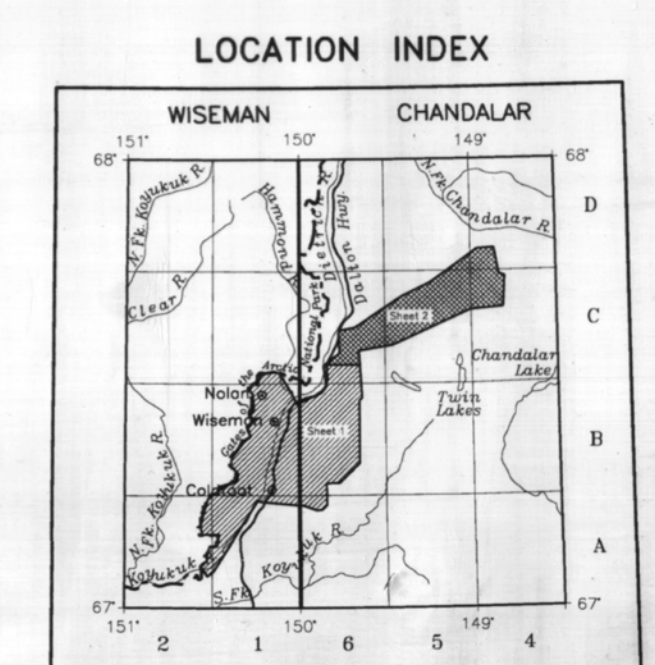 LOCATION INDEX
WISEMAN CHANDALAR
151° 150° 149°
68° 68°
N. Fk. Koyukuk R.
Hammond R.
Dietrich R.
Dalton Hwy.
N. Fk. Chandalar R.
D
Clear R.
Sheet 2
C
Gates of the Arctic National Park
Chandalar Lake
Nolan
Twin Lakes
Wiseman
Sheet 1
B
N. Fk. Koyukuk R.
Coldfoot
A
Koyukuk
S. Fk. Koyukuk R.
67° 67°
151° 150° 149°
2 1 6 5 4